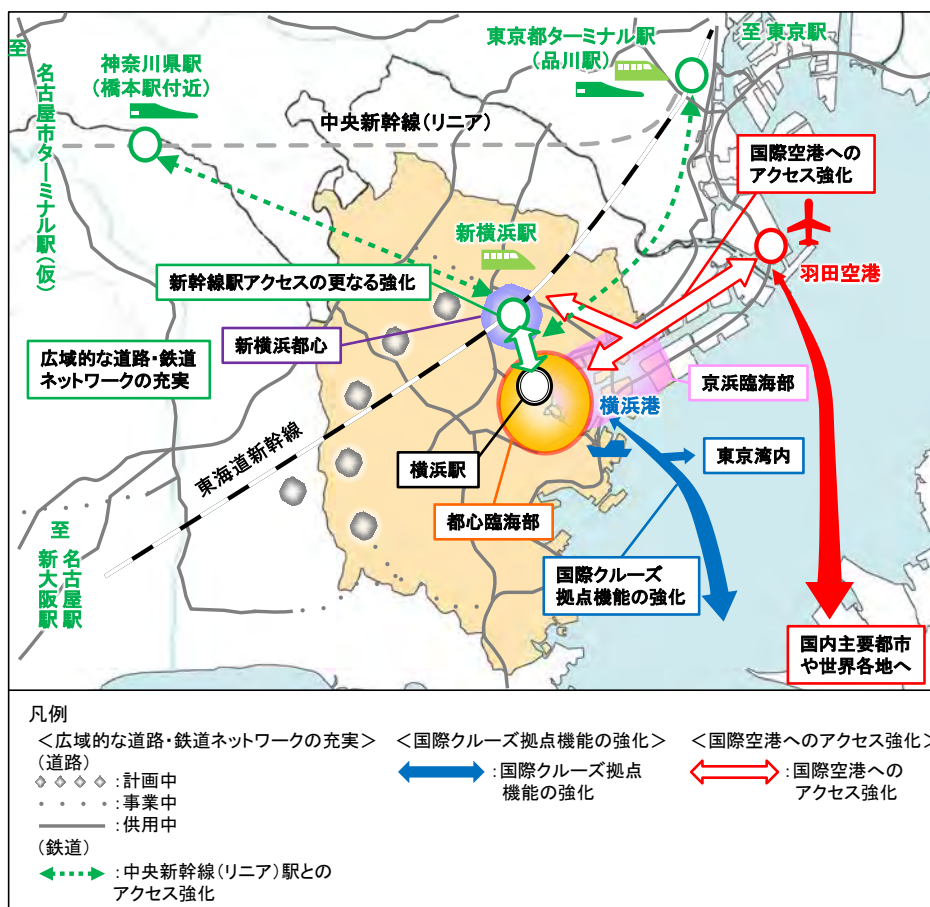 至 東京駅
東京都ターミナル駅
(品川駅)
至
名古屋市ターミナル駅(仮)
神奈川県駅
(橋本駅付近)
中央新幹線(リニア)
国際空港への
アクセス強化
新横浜駅
羽田空港
新幹線駅アクセスの更なる強化
新横浜都心
広域的な道路・鉄道
ネットワークの充実
京浜臨海部
横浜港
東海道新幹線
横浜駅
東京湾内
都心臨海部
至
名古屋駅
新大阪駅
国際クルーズ
拠点機能の強化
国内主要都市
や世界各地へ
凡例
<広域的な道路・鉄道ネットワークの充実>
(道路)
:計画中
:事業中
:供用中
(鉄道)
:中央新幹線(リニア)駅との
アクセス強化
<国際クルーズ拠点機能の強化>
:国際クルーズ拠点
機能の強化
<国際空港へのアクセス強化>
:国際空港への
アクセス強化